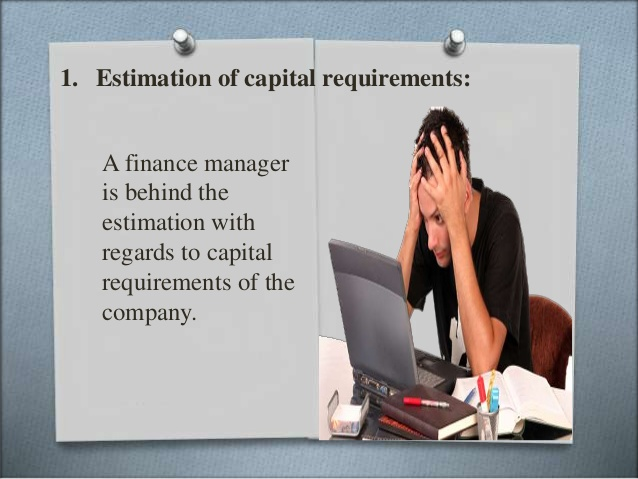 1. Estimation of capital requirements:
A finance manager
is behind the
estimation with
regards to capital
requirements of the
company.